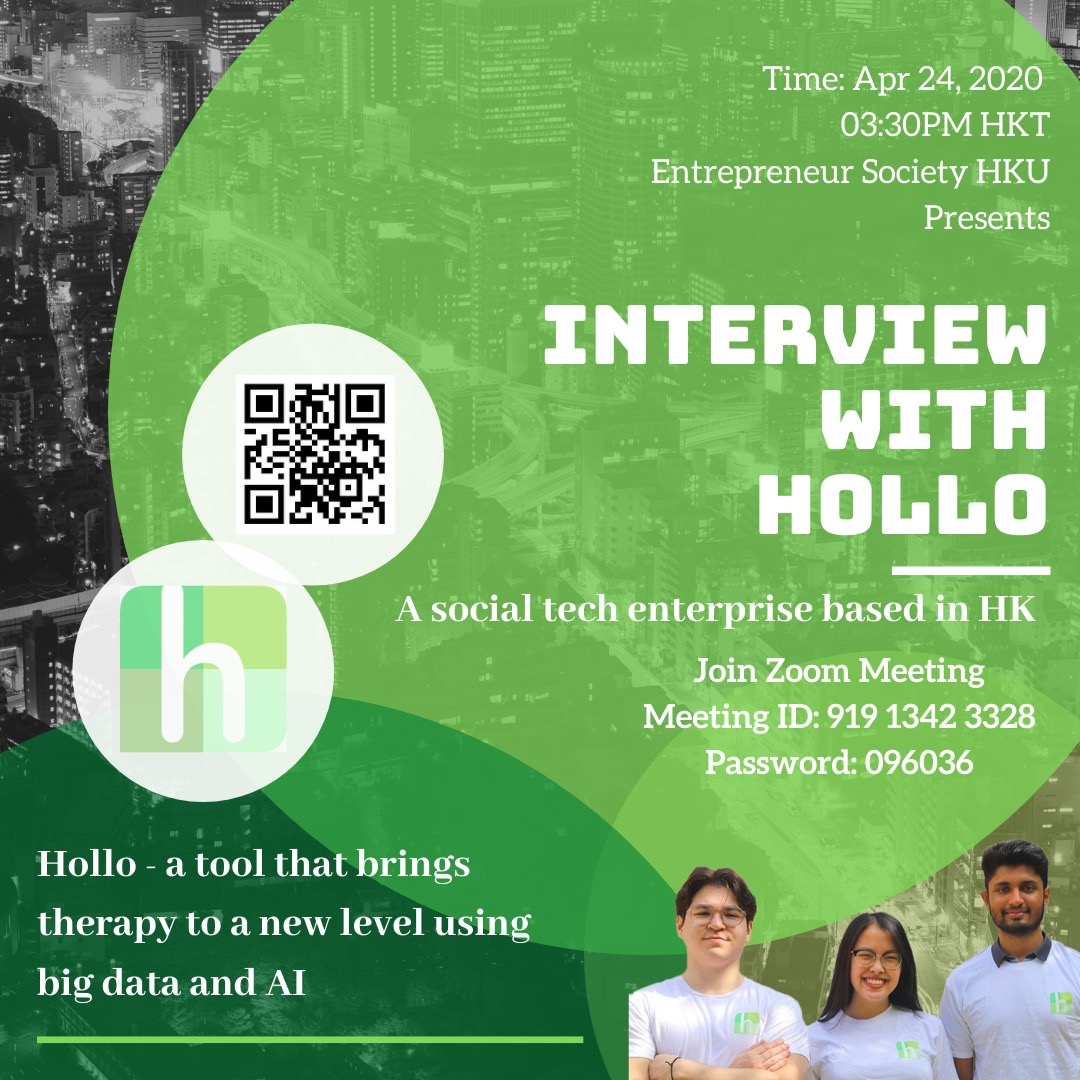 Time: Apr 24, 2020
03:30PM HKT
Entrepreneur Society HKU
Presents
INTERVIEW
WITH
HOLLO
A social tech enterprise based in HK
Join Zoom Meeting
Meeting ID: 919 1342 3328
Password: 096036
h
Hollo - a tool that brings
therapy to a new level using
big data and AI
h
h
h